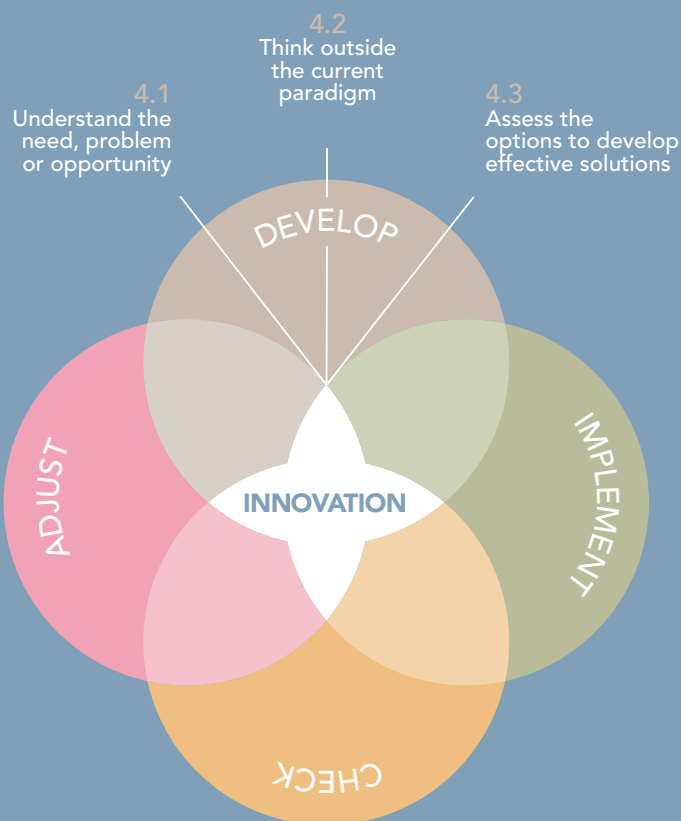 4.2
Think outside
the current
paradigm
4.1
Understand the
need, problem
or opportunity
4.3
Assess the
options to develop
effective solutions
DEVELOP
ADJUST
IMPLEMENT
INNOVATION
CHECK